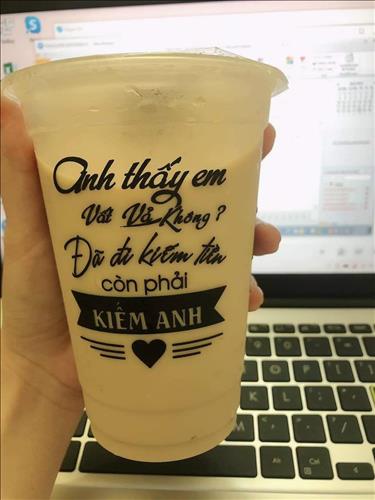 Anh thấy em
Vất Vả Không?
Đã đi kiếm tiền
còn phải
KIẾM ANH